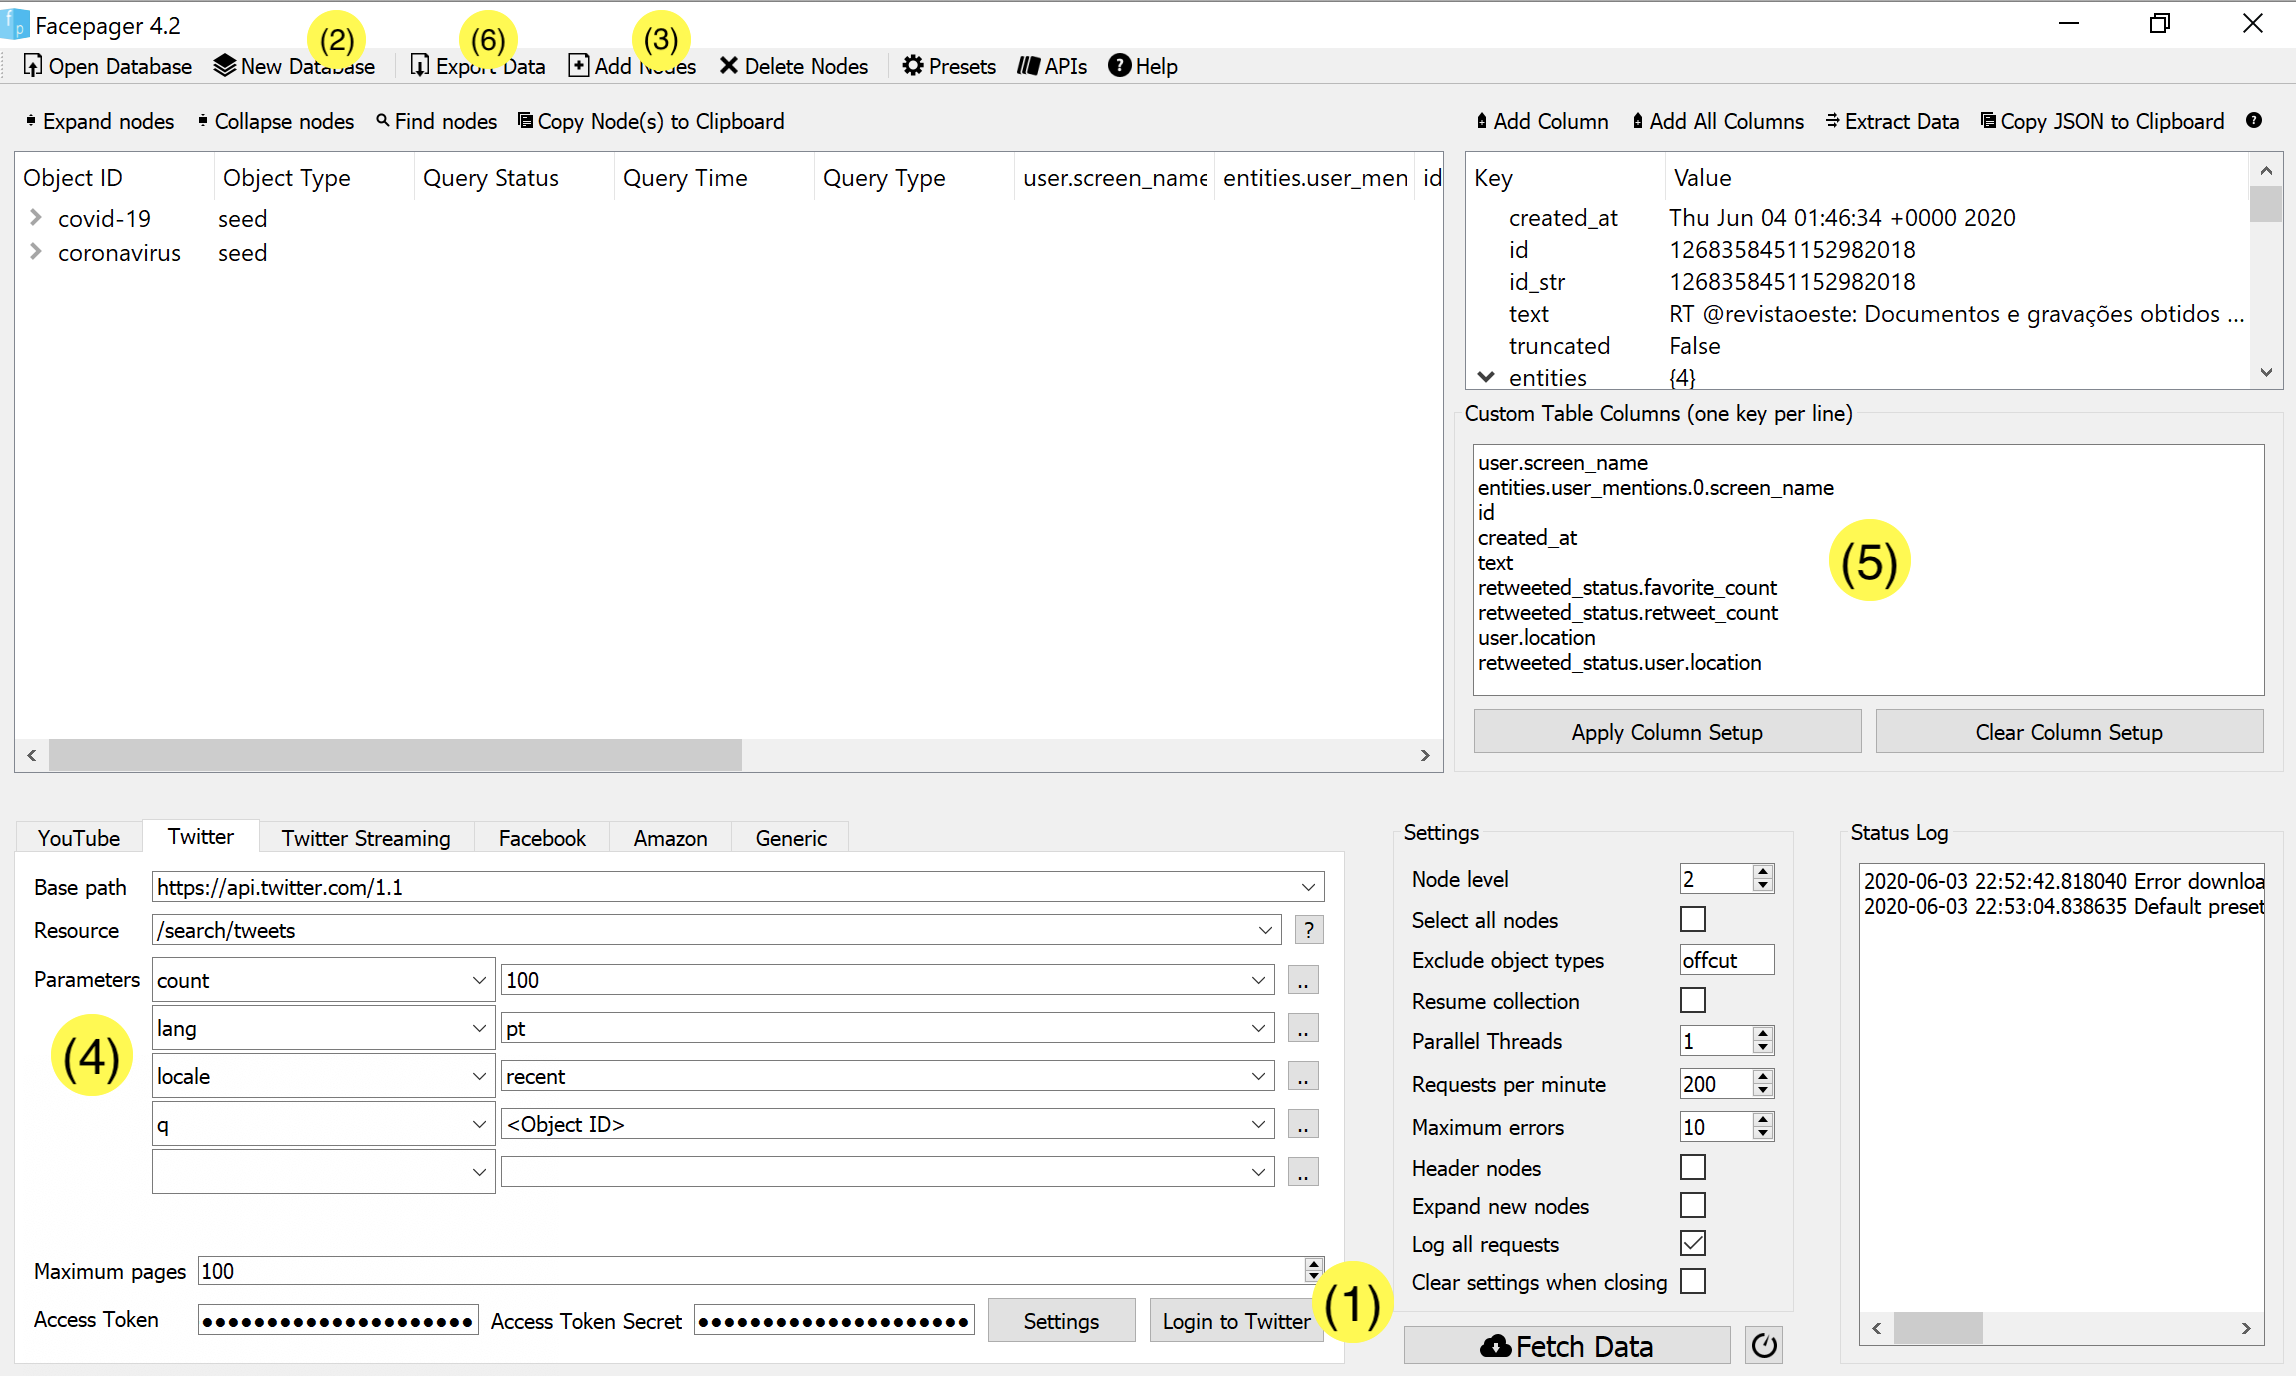 Facepager 4.2
(2) (6) (3)
Open Database New Database Export Data Add Nodes Delete Nodes Presets APIs Help
Expand nodes Collapse nodes Find nodes Copy Node(s) to Clipboard
Object ID Object Type Query Status Query Time Query Type user.screen_name entities.user_men id
covid-19 seed
coronavirus seed
Add Column Add All Columns Extract Data Copy JSON to Clipboard ?
Key Value
created_at Thu Jun 04 01:46:34 +0000 2020
id 1268358451152982018
id_str 1268358451152982018
text RT @revistaoeste: Documentos e gravações obtidos ...
truncated False
entities {4}
Custom Table Columns (one key per line)
user.screen_name
entities.user_mentions.0.screen_name
id
created_at
text
retweeted_status.favorite_count
retweeted_status.retweet_count
user.location
retweeted_status.user.location
(5)
Apply Column Setup Clear Column Setup
YouTube Twitter Twitter Streaming Facebook Amazon Generic
Base path https://api.twitter.com/1.1
Resource /search/tweets ?
Parameters count 100 ..
lang pt ..
(4)
locale recent ..
q <Object ID> ..
..
Maximum pages 100
Access Token Access Token Secret Settings Login to Twitter
(1)
Settings
Node level 2
Select all nodes
Exclude object types offcut
Resume collection
Parallel Threads 1
Requests per minute 200
Maximum errors 10
Header nodes
Expand new nodes
Log all requests
Clear settings when closing
Fetch Data
Status Log
2020-06-03 22:52:42.818040 Error downloa
2020-06-03 22:53:04.838635 Default preset